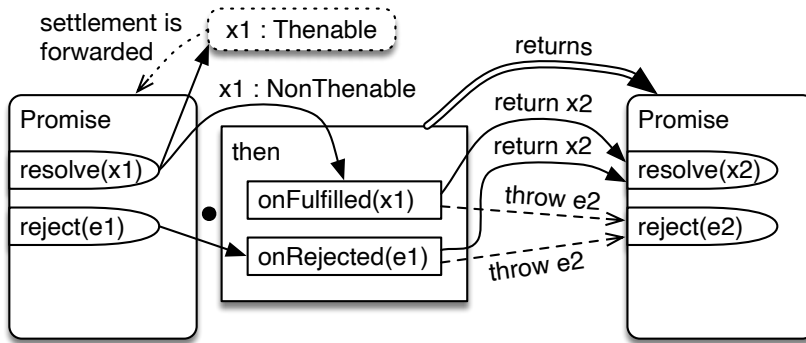 settlement is
forwarded
x1 : Thenable
returns
x1 : NonThenable
return x2
Promise
resolve(x1)
reject(e1)
then
onFulfilled(x1)
onRejected(e1)
return x2
throw e2
throw e2
Promise
resolve(x2)
reject(e2)